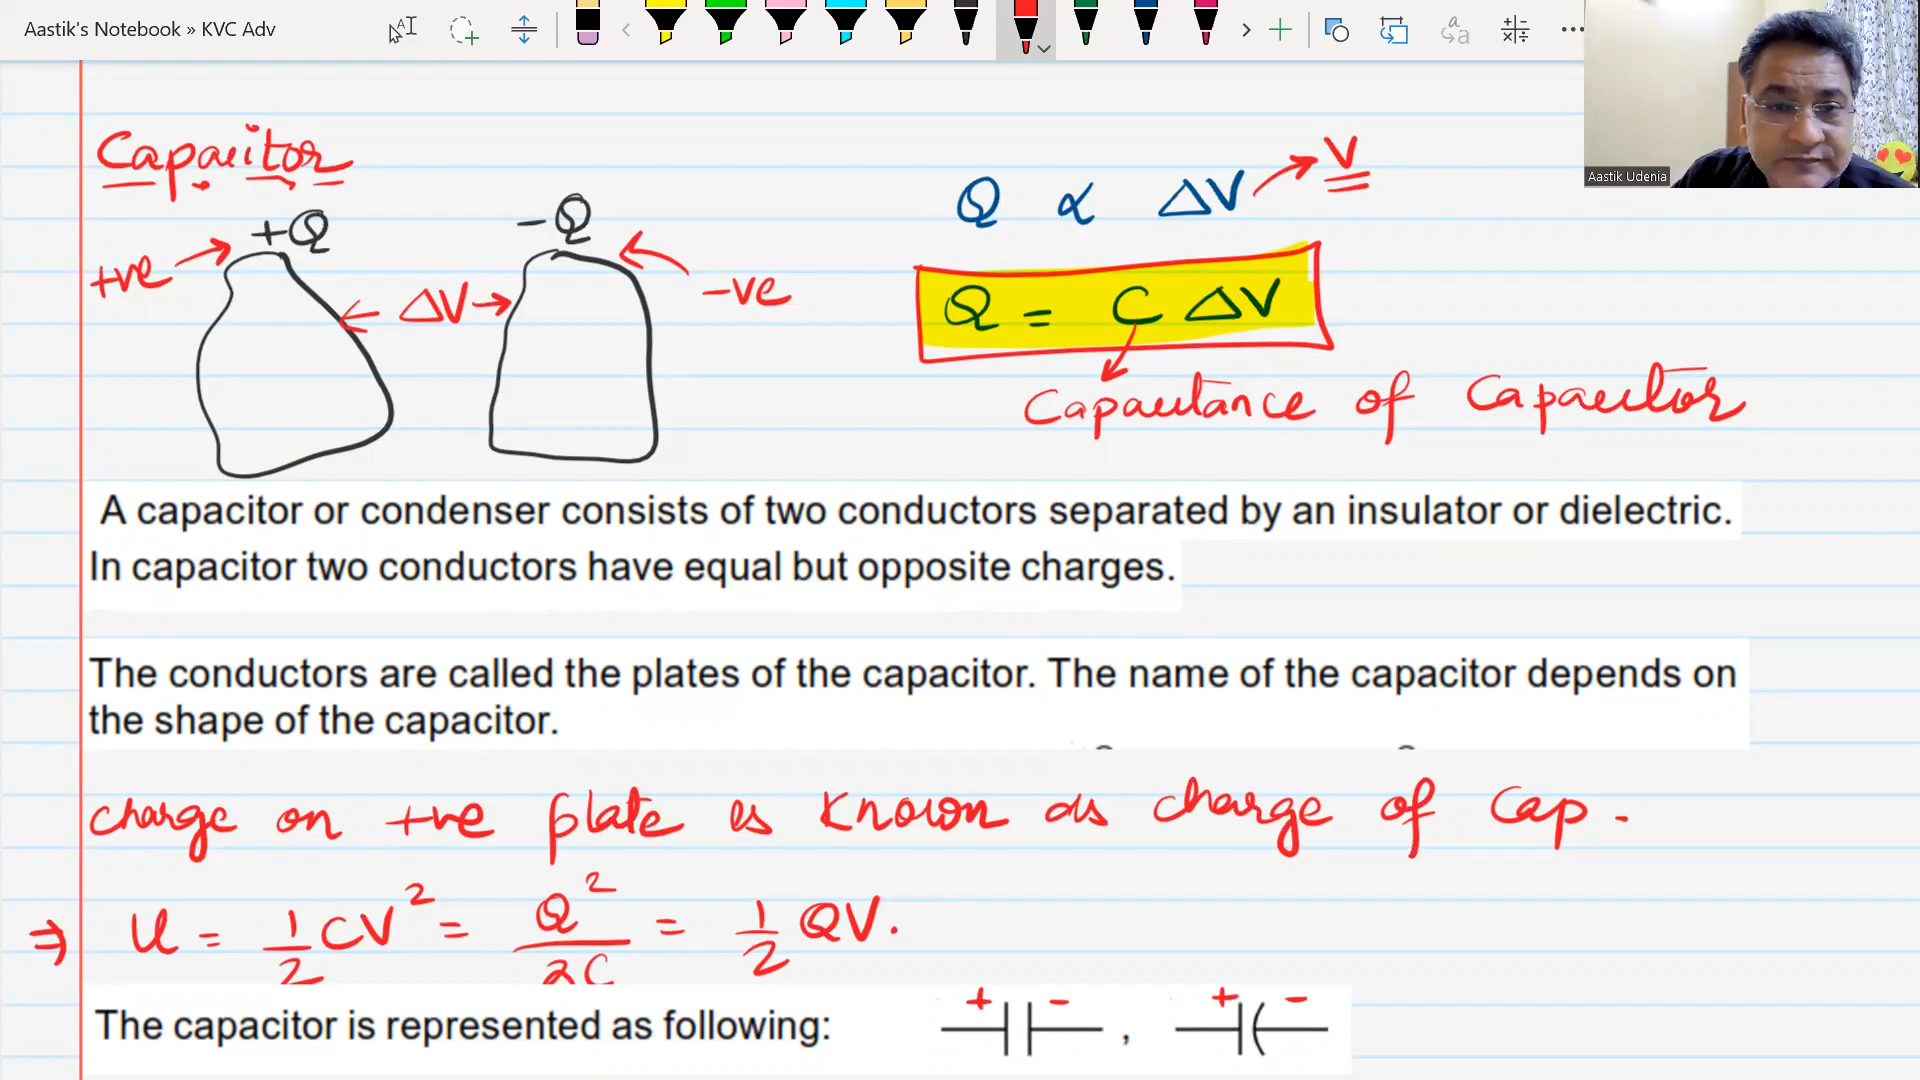 Aastik's Notebook » KVC Adv
Aastik Udenia
Capacitor
Q ∝ ΔV → V
+Q
-Q
+ve
ΔV
-ve
Q = C ΔV
Capacitance of Capacitor
A capacitor or condenser consists of two conductors separated by an insulator or dielectric.
In capacitor two conductors have equal but opposite charges.
The conductors are called the plates of the capacitor. The name of the capacitor depends on
the shape of the capacitor.
charge on +ve plate is known as charge of Cap.
⇒ U = 1/2 CV² = Q²/2C = 1/2 QV.
+ - + -
The capacitor is represented as following: ,